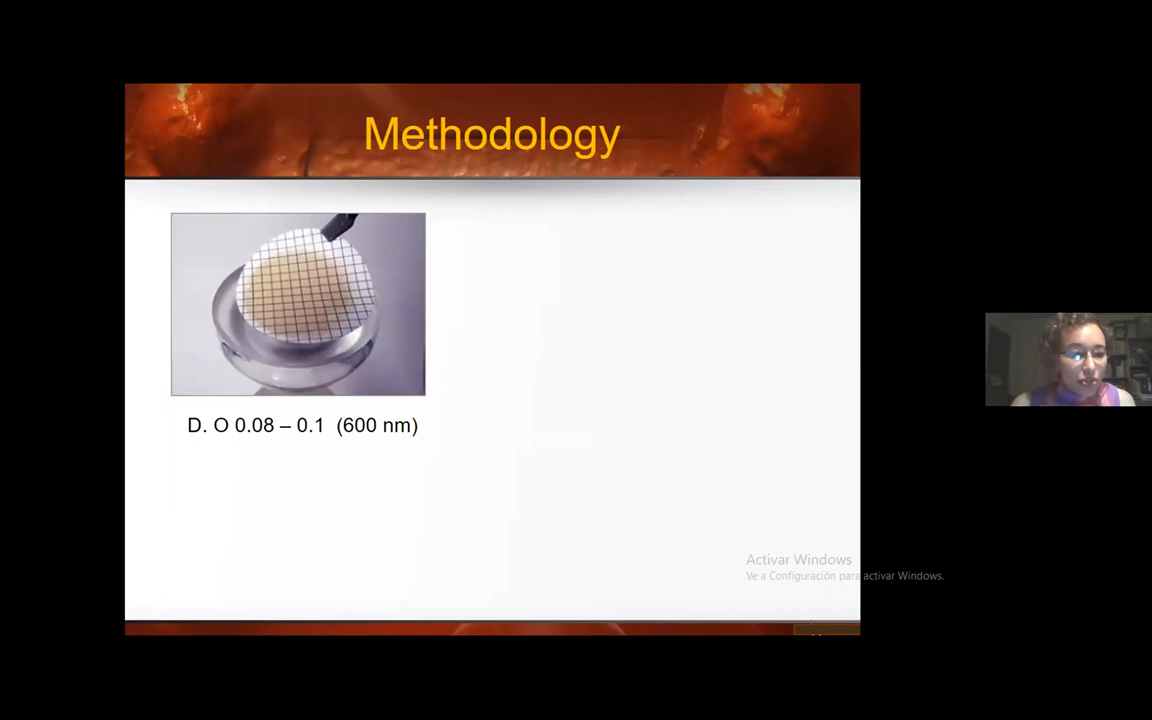 Methodology
D. O 0.08 – 0.1 (600 nm)
Activar Windows
Ve a Configuración para activar Windows.